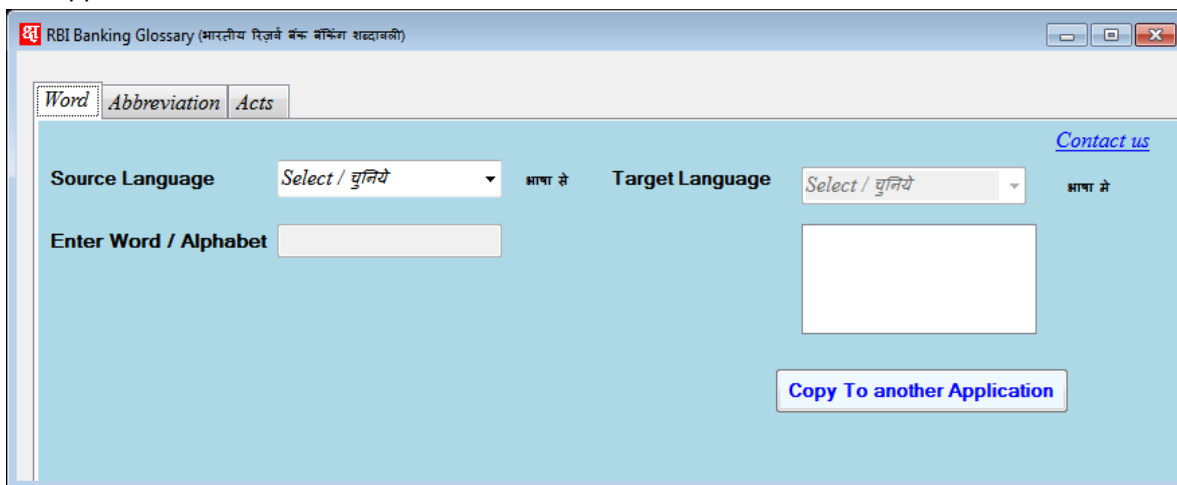 क्ष RBI Banking Glossary (भारतीय रिज़र्व बैंक बैंकिंग शब्दावली)
Word Abbreviation Acts
Contact us
Source Language Select / चुनिये भाषा से Target Language Select / चुनिये भाषा मे
Enter Word / Alphabet
Copy To another Application